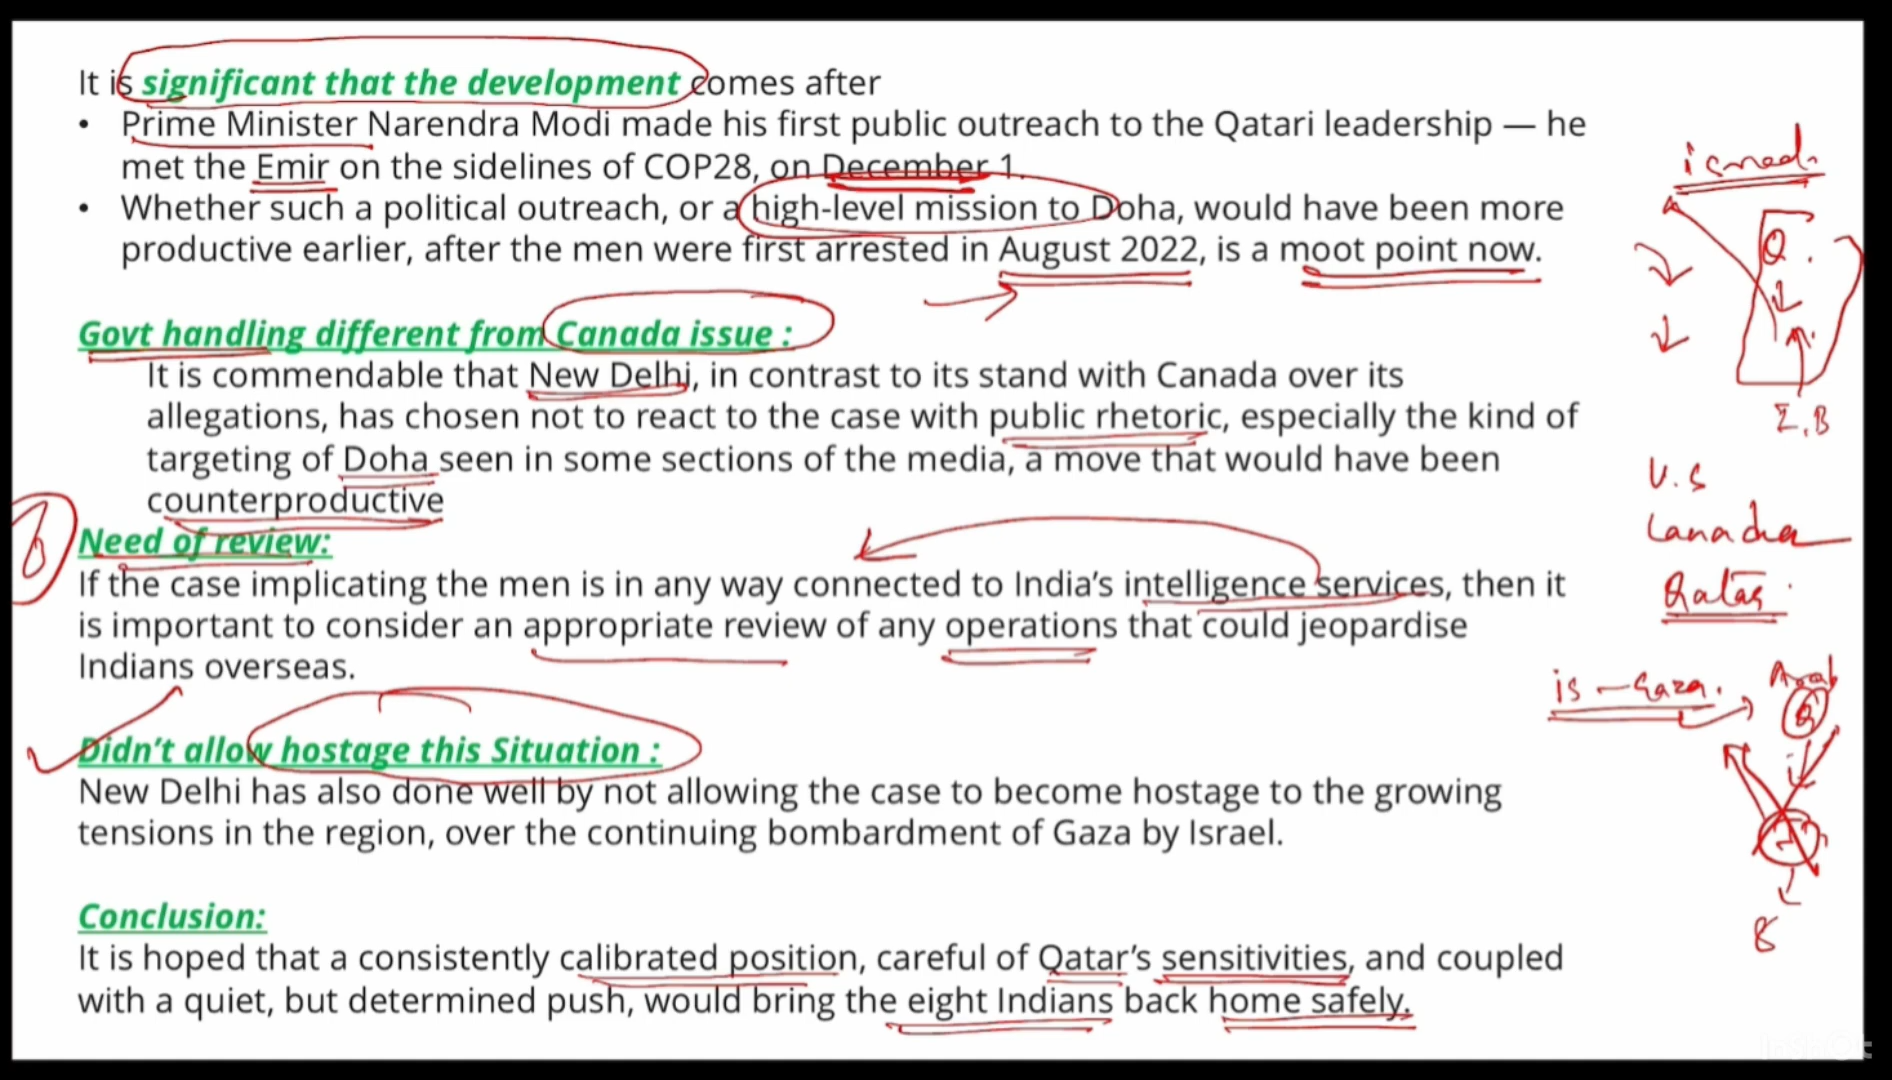 It is significant that the development comes after
• Prime Minister Narendra Modi made his first public outreach to the Qatari leadership — he
met the Emir on the sidelines of COP28, on December 1.
• Whether such a political outreach, or a high-level mission to Doha, would have been more
productive earlier, after the men were first arrested in August 2022, is a moot point now.
Govt handling different from Canada issue :
It is commendable that New Delhi, in contrast to its stand with Canada over its
allegations, has chosen not to react to the case with public rhetoric, especially the kind of
targeting of Doha seen in some sections of the media, a move that would have been
counterproductive
Need of review:
If the case implicating the men is in any way connected to India's intelligence services, then it
is important to consider an appropriate review of any operations that could jeopardise
Indians overseas.
Didn't allow hostage this Situation :
New Delhi has also done well by not allowing the case to become hostage to the growing
tensions in the region, over the continuing bombardment of Gaza by Israel.
Conclusion:
It is hoped that a consistently calibrated position, careful of Qatar's sensitivities, and coupled
with a quiet, but determined push, would bring the eight Indians back home safely.
Q.
I.B
U.S
Canada
Qatar
is - Gaza.
Arab
8